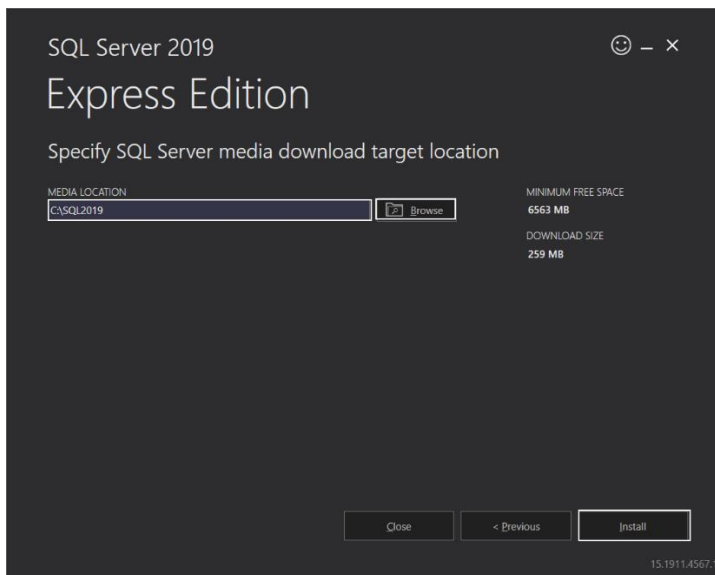 SQL Server 2019
Express Edition
Specify SQL Server media download target location
MEDIA LOCATION
C:\SQL2019
Browse
MINIMUM FREE SPACE
6563 MB
DOWNLOAD SIZE
259 MB
Close
< Previous
Install
15.1911.4567.1